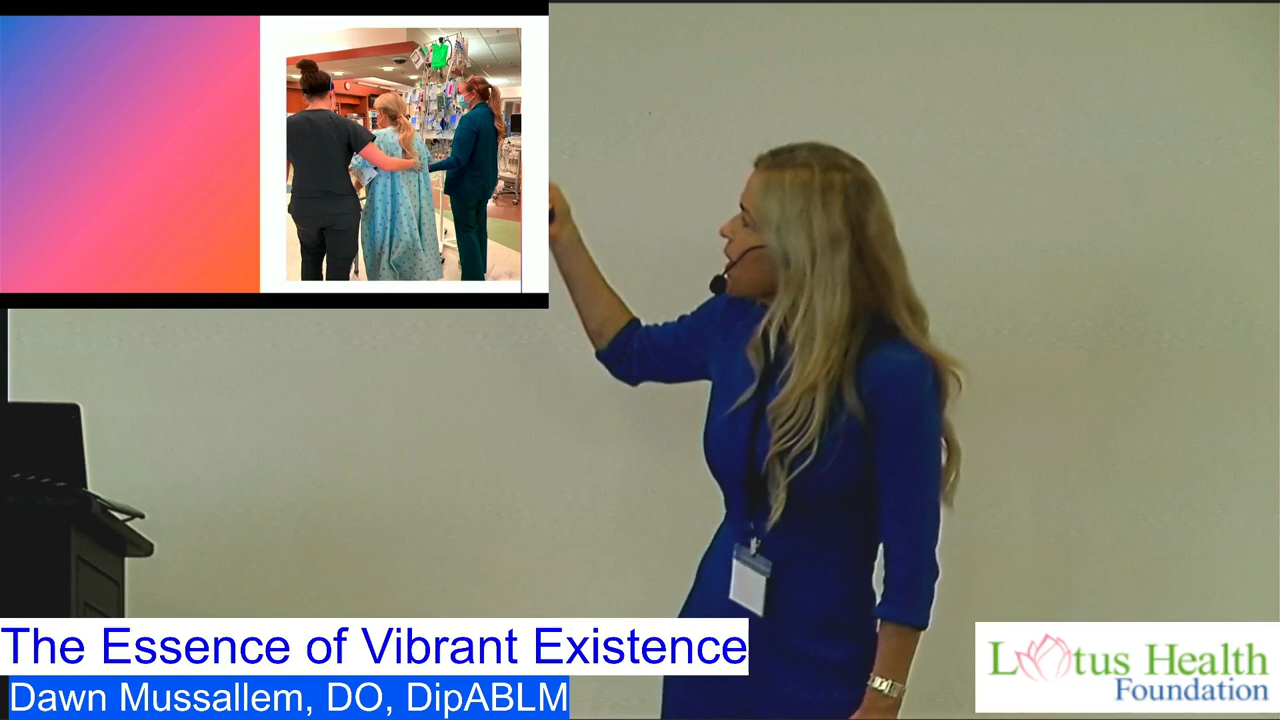 The Essence of Vibrant Existence
Dawn Mussallem, DO, DipABLM
Lotus Health
Foundation